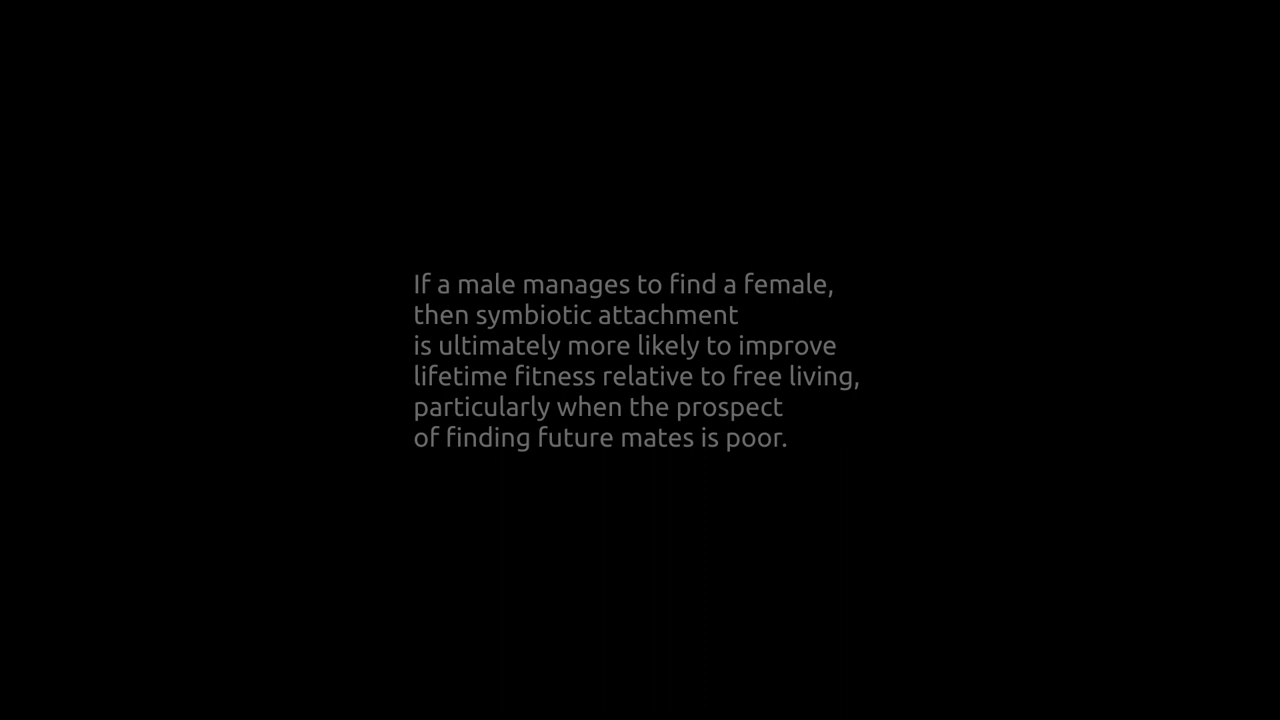 If a male manages to find a female,
then symbiotic attachment
is ultimately more likely to improve
lifetime fitness relative to free living,
particularly when the prospect
of finding future mates is poor.